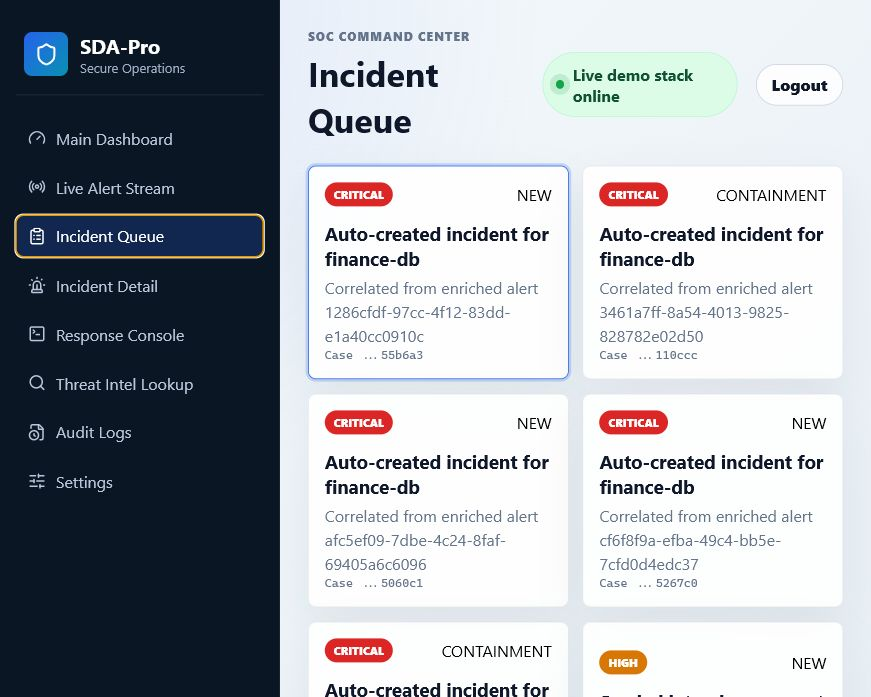 SDA-Pro
Secure Operations
Main Dashboard
Live Alert Stream
Incident Queue
Incident Detail
Response Console
Threat Intel Lookup
Audit Logs
Settings
SOC COMMAND CENTER
Incident
Queue
Live demo stack
online
Logout
CRITICAL
NEW
Auto-created incident for
finance-db
Correlated from enriched alert
1286cfdf-97cc-4f12-83dd-
e1a40cc0910c
Case ...55b6a3
CRITICAL
CONTAINMENT
Auto-created incident for
finance-db
Correlated from enriched alert
3461a7ff-8a54-4013-9825-
828782e02d50
Case ...110ccc
CRITICAL
NEW
Auto-created incident for
finance-db
Correlated from enriched alert
afc5ef09-7dbe-4c24-8faf-
69405a6c6096
Case ...5060c1
CRITICAL
NEW
Auto-created incident for
finance-db
Correlated from enriched alert
cf6f8f9a-efba-49c4-bb5e-
7cfd0d4edc37
Case ...5267c0
CRITICAL
CONTAINMENT
Auto-created incident for
HIGH
NEW